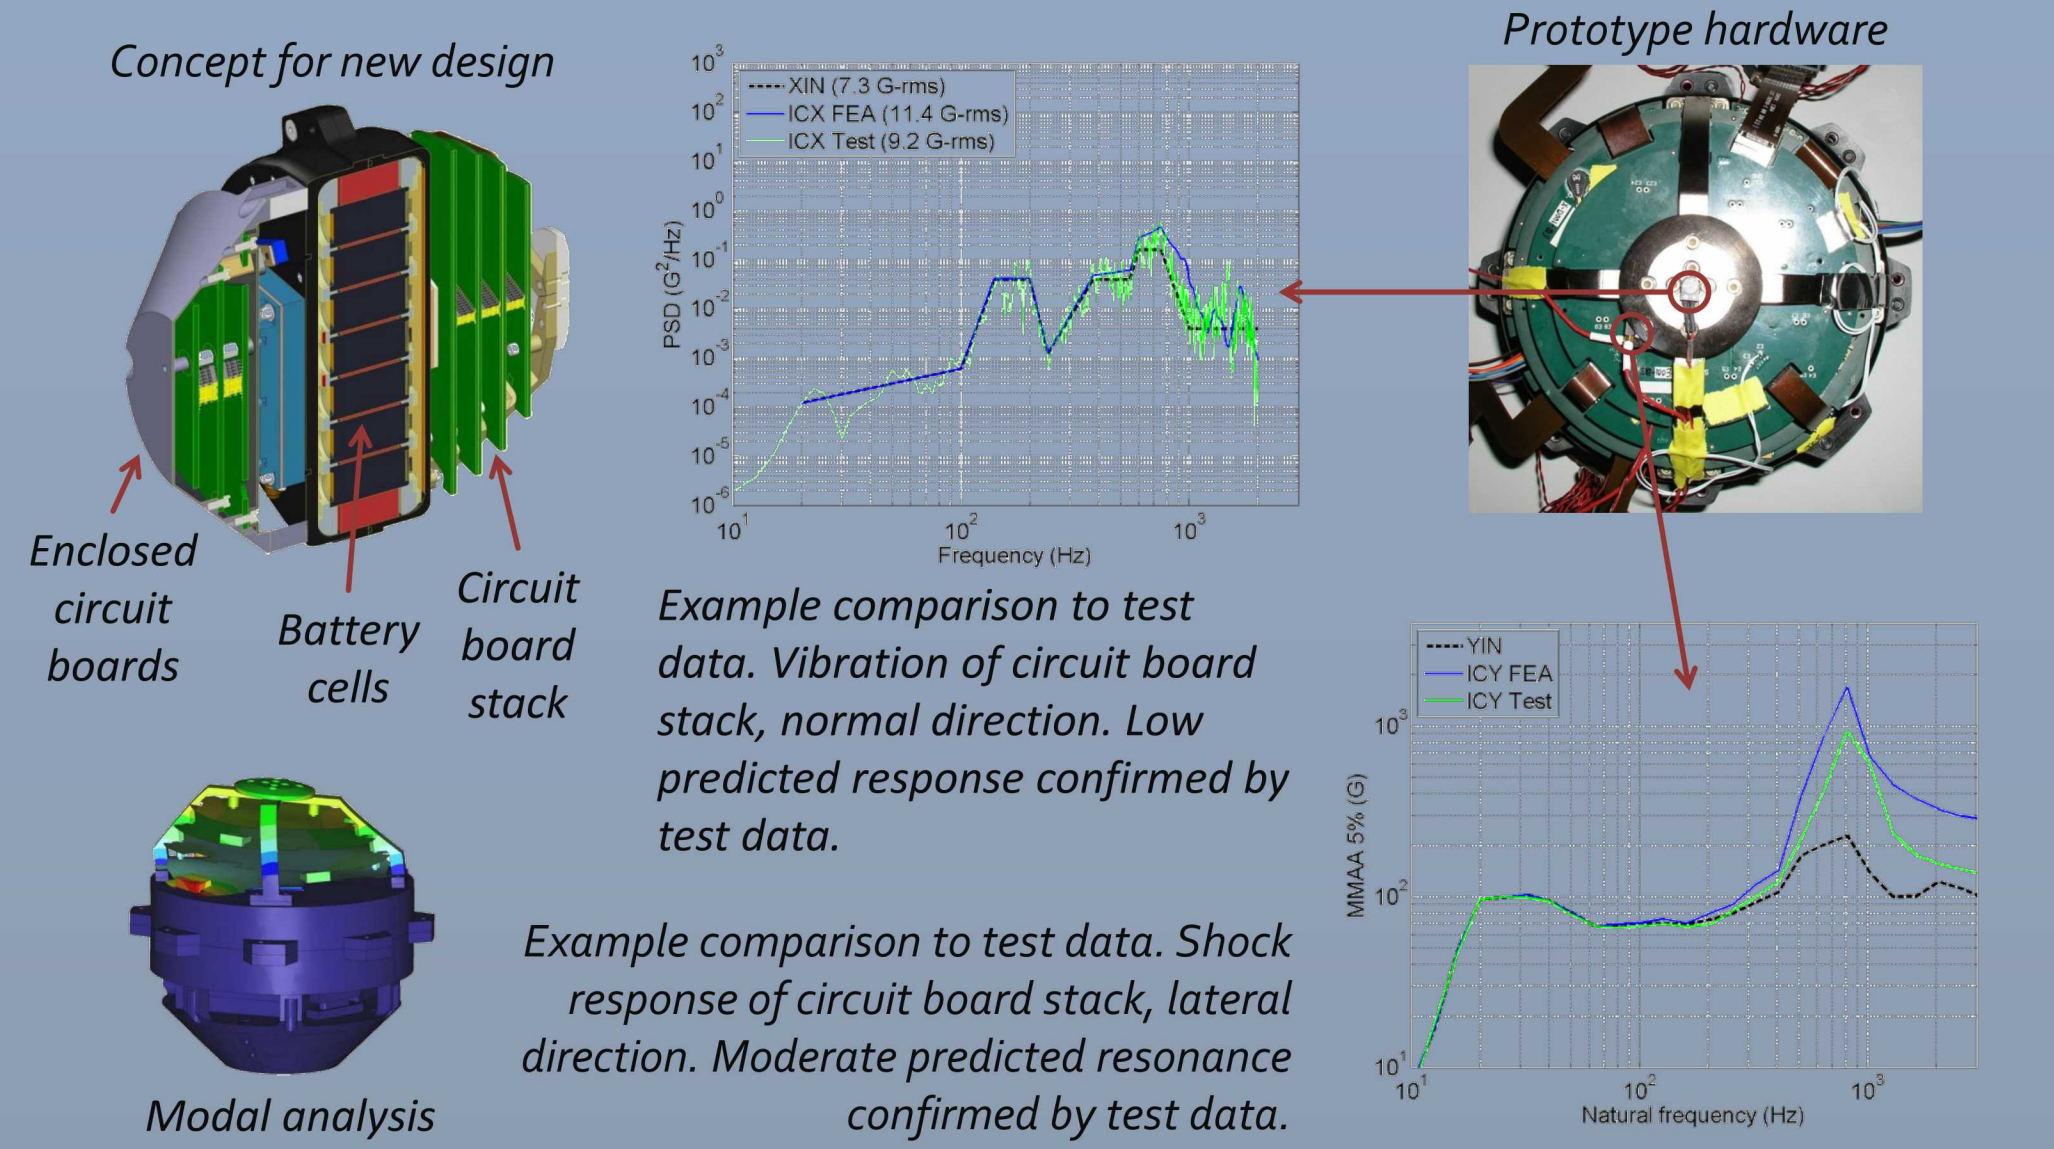 Concept for new design
Enclosed
circuit
boards
Battery
cells
Circuit
board
stack
Modal analysis
10³
10²
10¹
10⁰
10⁻¹
10⁻²
10⁻³
10⁻⁴
10⁻⁵
10⁻⁶
PSD (G²/Hz)
XIN (7.3 G-rms)
ICX FEA (11.4 G-rms)
ICX Test (9.2 G-rms)
10¹ 10² 10³
Frequency (Hz)
Example comparison to test
data. Vibration of circuit board
stack, normal direction. Low
predicted response confirmed by
test data.
Example comparison to test data. Shock
response of circuit board stack, lateral
direction. Moderate predicted resonance
confirmed by test data.
Prototype hardware
YIN
ICY FEA
ICY Test
10³
10²
10¹
MMAA 5% (G)
10¹ 10² 10³
Natural frequency (Hz)